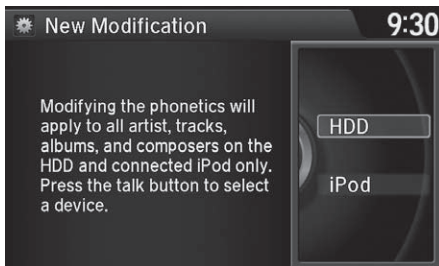 New Modification
9:30
Modifying the phonetics will
apply to all artist, tracks,
albums, and composers on the
HDD and connected iPod only.
Press the talk button to select
a device.
HDD
iPod